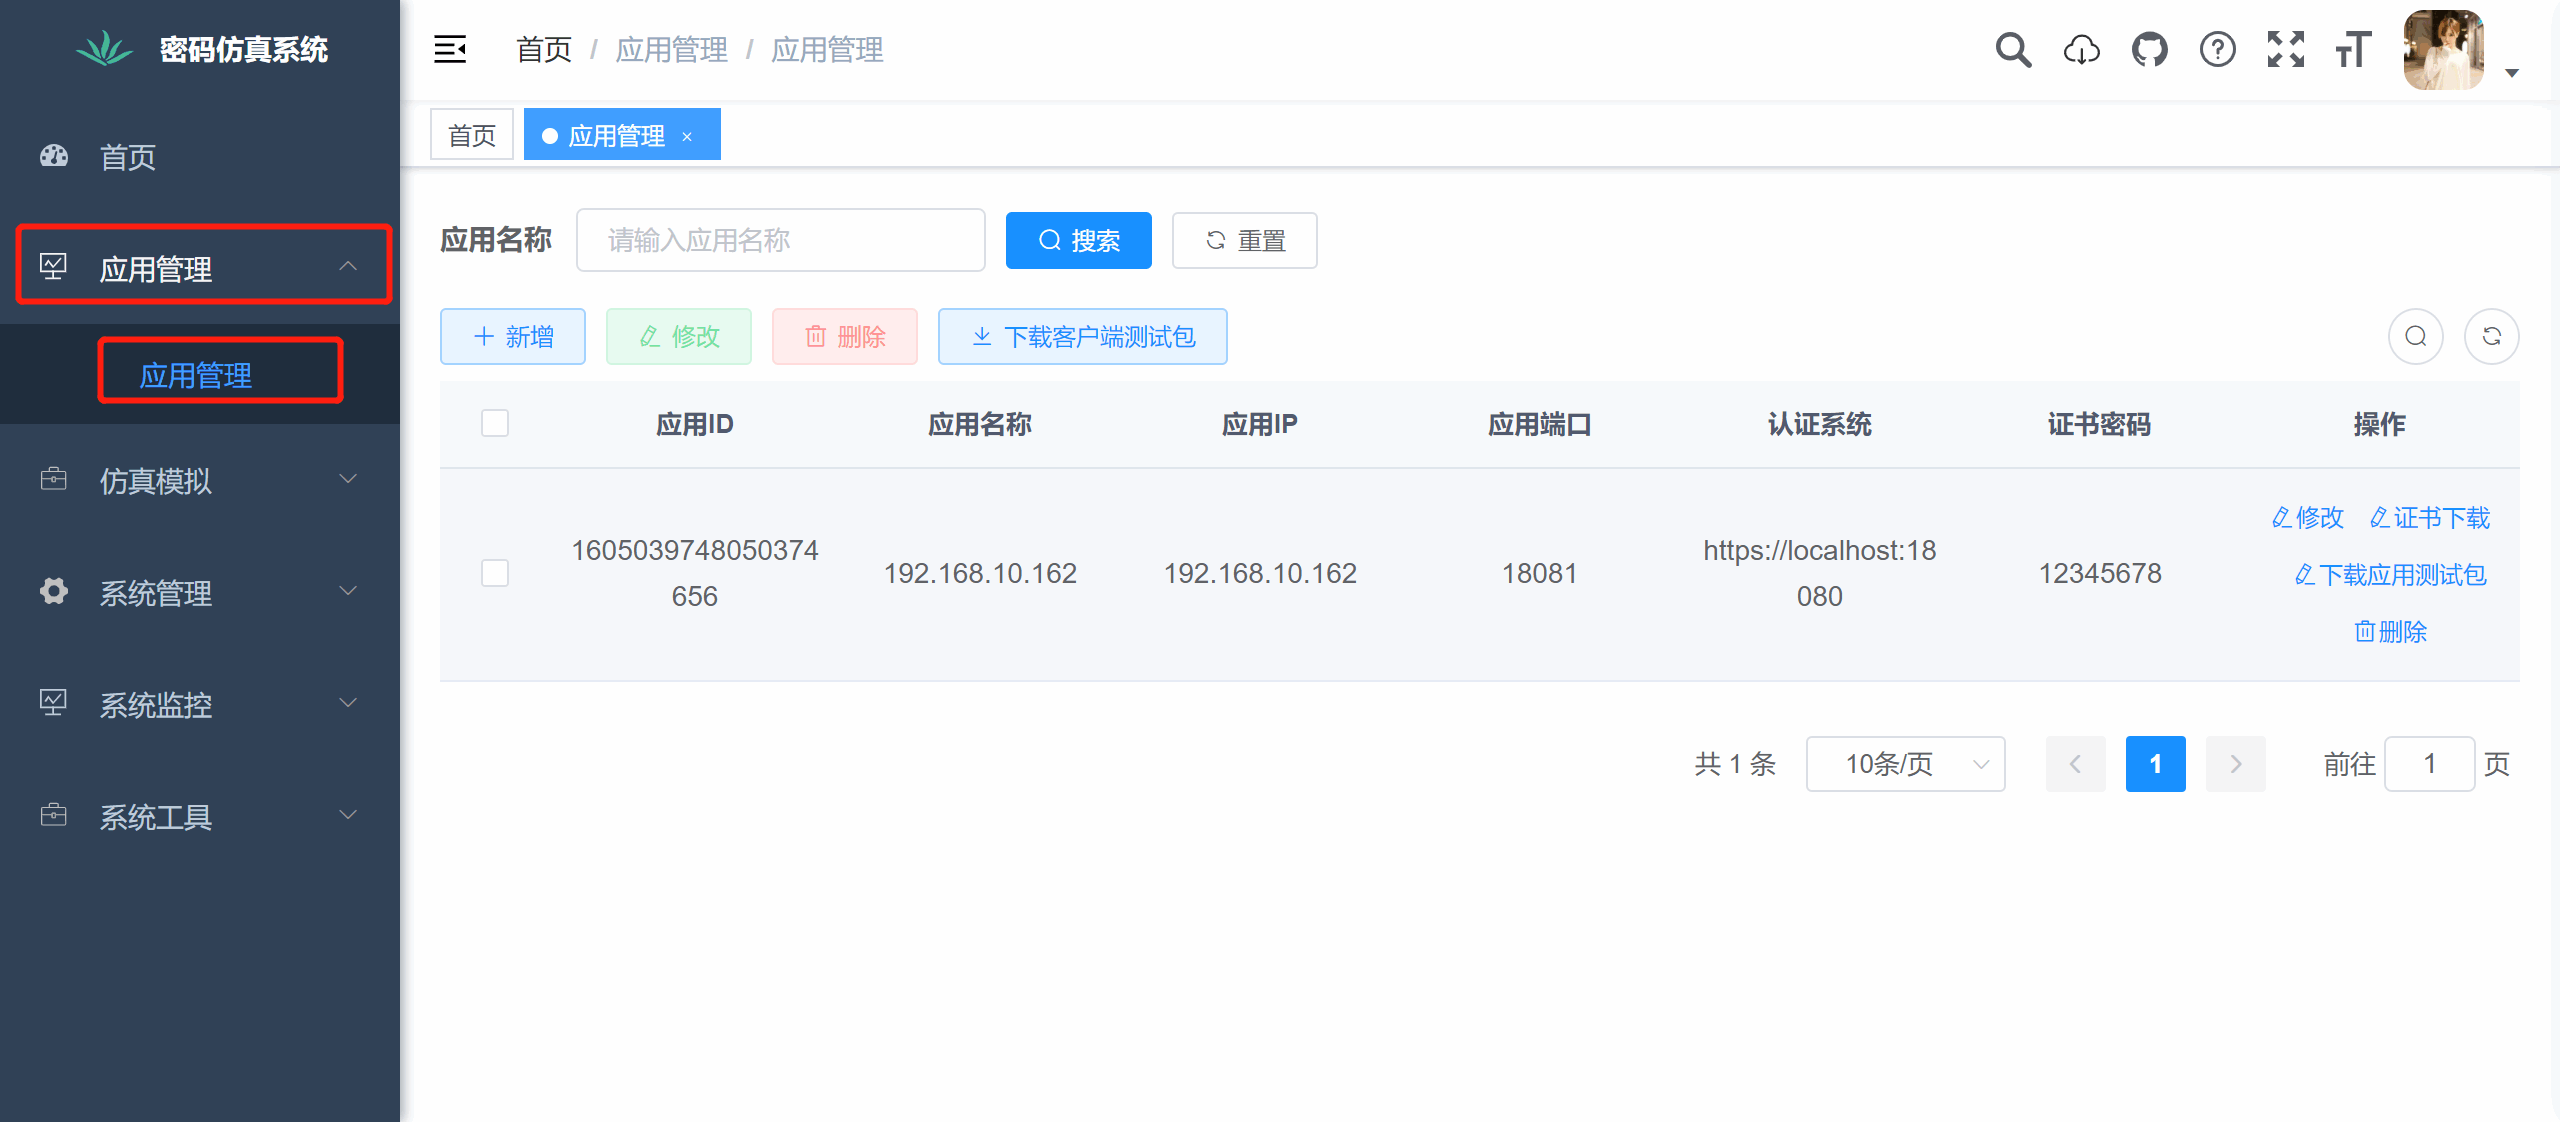 密码仿真系统
首页
应用管理
应用管理
仿真模拟
系统管理
系统监控
系统工具
首页 / 应用管理 / 应用管理
首页 应用管理 ×
应用名称 请输入应用名称 搜索 重置
新增 修改 删除 下载客户端测试包
应用ID 应用名称 应用IP 应用端口 认证系统 证书密码 操作
1605039748050374
656
192.168.10.162
192.168.10.162
18081
https://localhost:18
080
12345678
修改 证书下载
下载应用测试包
删除
共 1 条 10条/页 1 前往 1 页